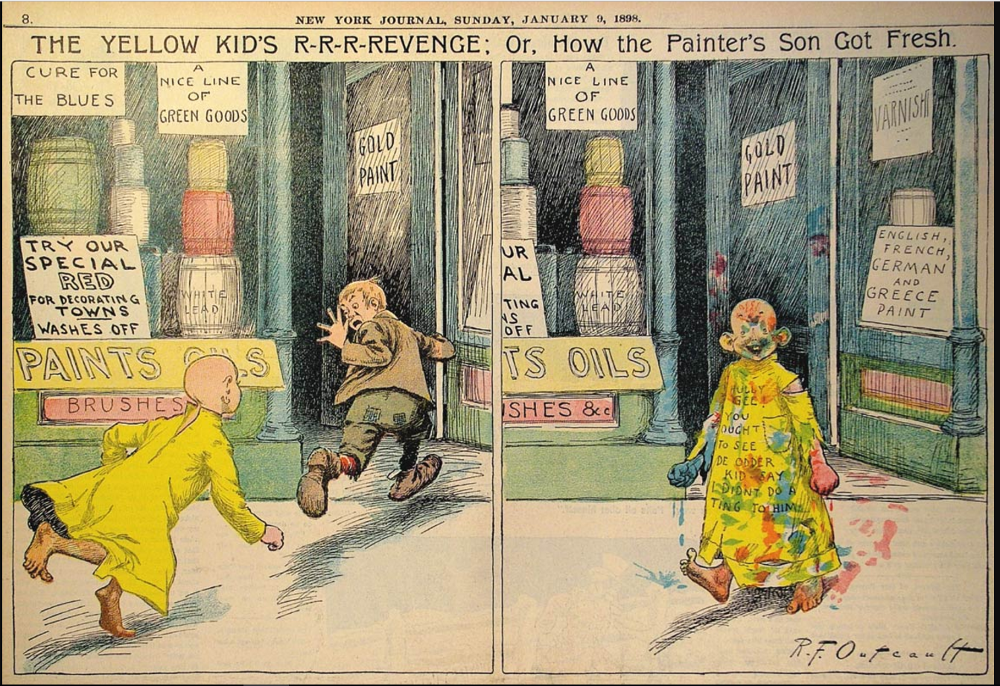 8.
NEW YORK JOURNAL, SUNDAY, JANUARY 9, 1898.
THE YELLOW KID'S R-R-R-REVENGE; Or, How the Painter's Son Got Fresh.
CURE FOR
THE BLUES
A
NICE LINE
OF
GREEN GOODS
GOLD
PAINT
TRY OUR
SPECIAL
RED
FOR DECORATING
TOWNS
WASHES OFF
WHITE
LEAD
PAINTS OILS
BRUSHES
A
NICE LINE
OF
GREEN GOODS
GOLD
PAINT
VARNISH
UR
AL
TING
NS
OFF
WHITE
LEAD
ENGLISH,
FRENCH,
GERMAN
AND
GREECE
PAINT
TS OILS
SHES &c
HULLY
GEE!
YOU
OUGHT
TO SEE
DE ODDER
KID SAY
I DIDNT DO A
TING TO HIM
R.F. Outcault